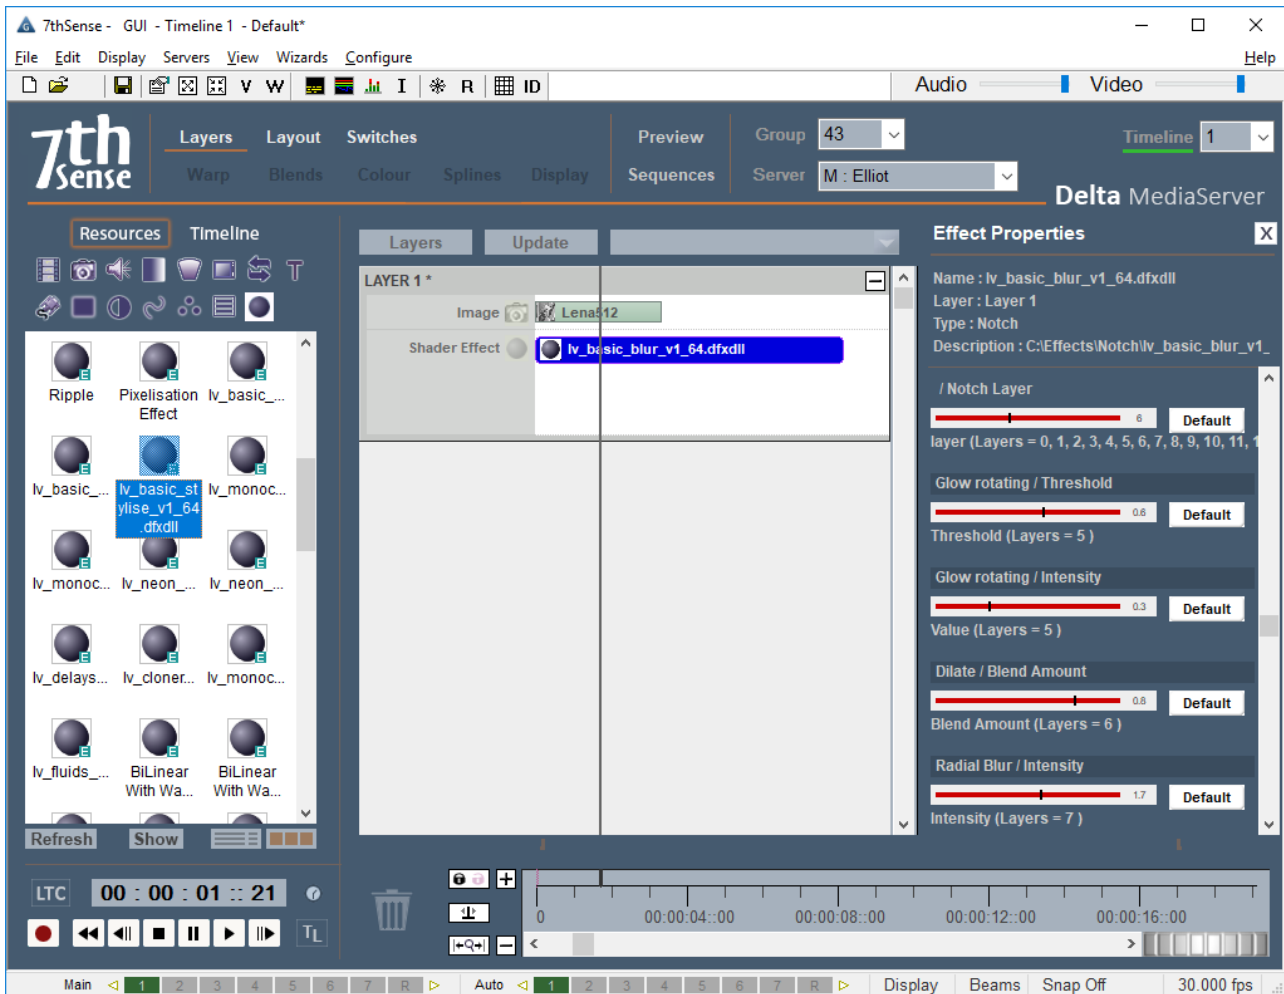 7thSense - GUI - Timeline 1 - Default*
File Edit Display Servers View Wizards Configure Help
V W I R ID Audio Video
7th Sense
Layers Layout Switches Preview Group 43 Timeline 1
Warp Blends Colour Splines Display Sequences Server M : Elliot
Delta MediaServer
Resources Timeline
T
Ripple Pixelisation Effect lv_basic_...
lv_basic_... lv_basic_stylise_v1_64.dfxdll lv_monoc...
lv_monoc... lv_neon_... lv_neon_...
lv_delays... lv_cloner... lv_monoc...
lv_fluids_... BiLinear With Wa... BiLinear With Wa...
Refresh Show
Layers Update
LAYER 1 *
Image Lena512
Shader Effect lv_basic_blur_v1_64.dfxdll
Effect Properties X
Name : lv_basic_blur_v1_64.dfxdll
Layer : Layer 1
Type : Notch
Description : C:\Effects\Notch\lv_basic_blur_v1_
/ Notch Layer
6 Default
layer (Layers = 0, 1, 2, 3, 4, 5, 6, 7, 8, 9, 10, 11, 1
Glow rotating / Threshold
0.6 Default
Threshold (Layers = 5 )
Glow rotating / Intensity
0.3 Default
Value (Layers = 5 )
Dilate / Blend Amount
0.8 Default
Blend Amount (Layers = 6 )
Radial Blur / Intensity
1.7 Default
Intensity (Layers = 7 )
LTC 00 : 00 : 01 :: 21
TL
0 00:00:04::00 00:00:08::00 00:00:12::00 00:00:16::00
Main 1 2 3 4 5 6 7 R Auto 1 2 3 4 5 6 7 R Display Beams Snap Off 30.000 fps